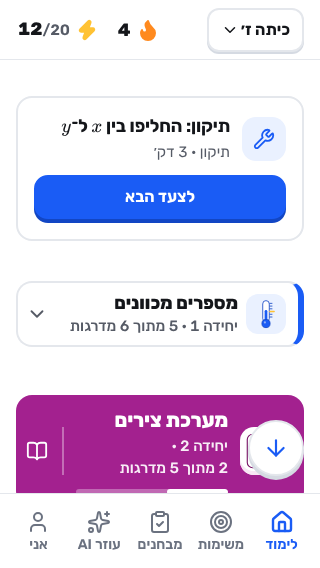 כיתה ז׳
4
12/20
תיקון: החליפו בין x ל־y
תיקון • 3 דק׳
לצעד הבא
מספרים מכוונים
יחידה 1 • 5 מתוך 6 מדרגות
מערכת צירים
יחידה 2 •
2 מתוך 5 מדרגות
לימוד
משימות
מבחנים
עוזר AI
אני